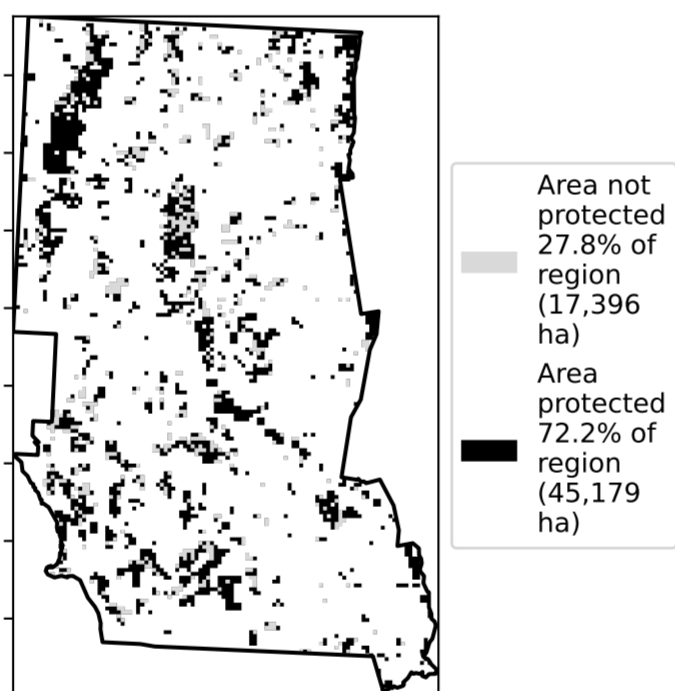 Area not
protected
27.8% of
region
(17,396
ha)
Area
protected
72.2% of
region
(45,179
ha)